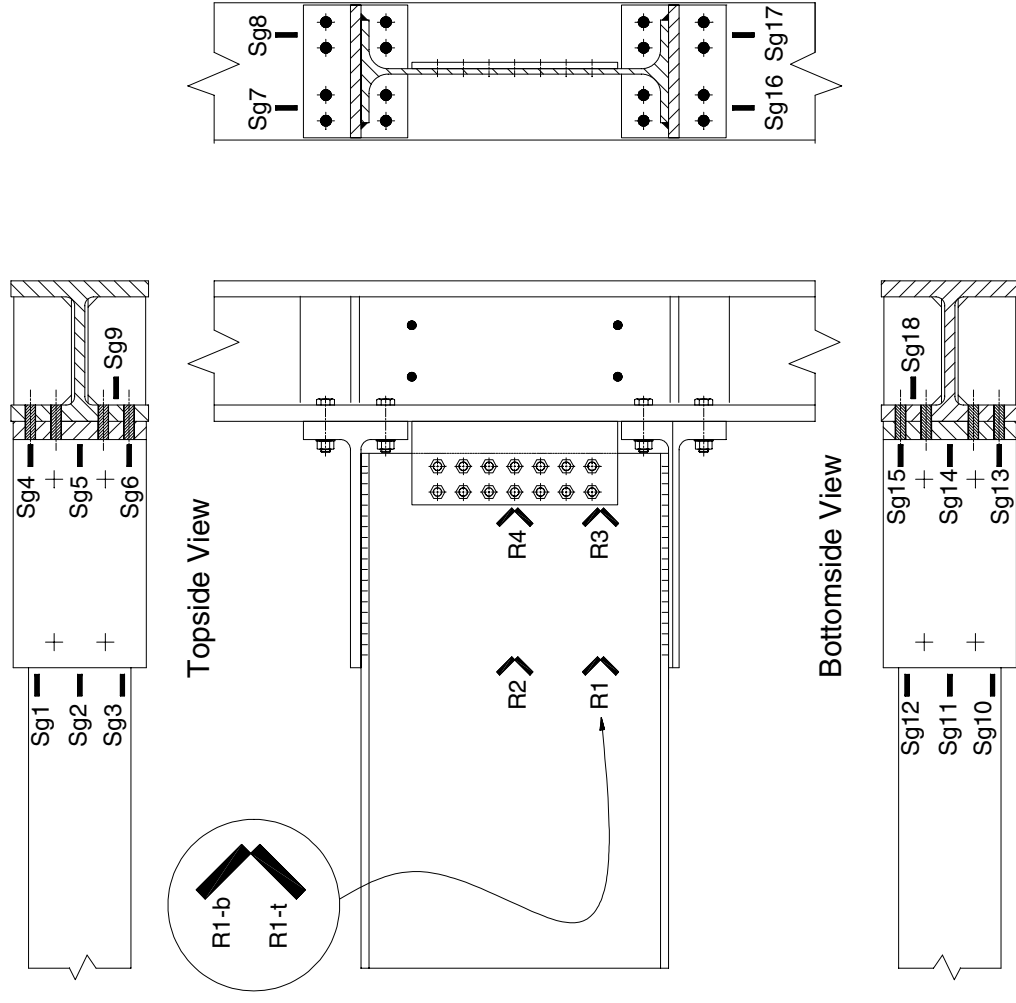 Sg8
Sg17
Sg7
Sg16
Sg9
Sg4
Sg5
Sg6
Topside View
Sg1
Sg2
Sg3
R4
R3
R2
R1
R1-b
R1-t
Sg18
Sg15
Sg14
Sg13
Bottomside View
Sg12
Sg11
Sg10